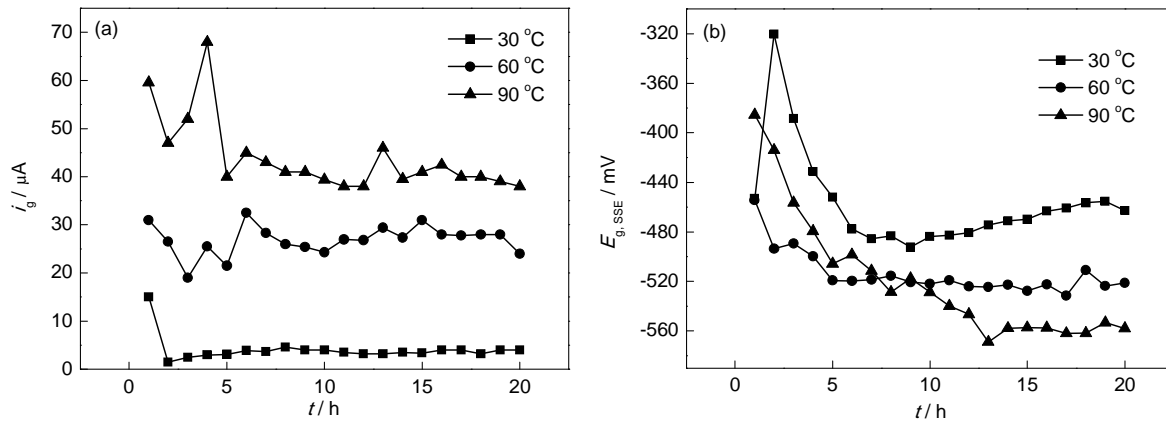 (a)
30 °C
60 °C
90 °C
70
60
50
40
30
20
10
0
i_g / μA
0 5 10 15 20
t / h
(b)
30 °C
60 °C
90 °C
-320
-360
-400
-440
-480
-520
-560
E_g, SSE / mV
0 5 10 15 20
t / h